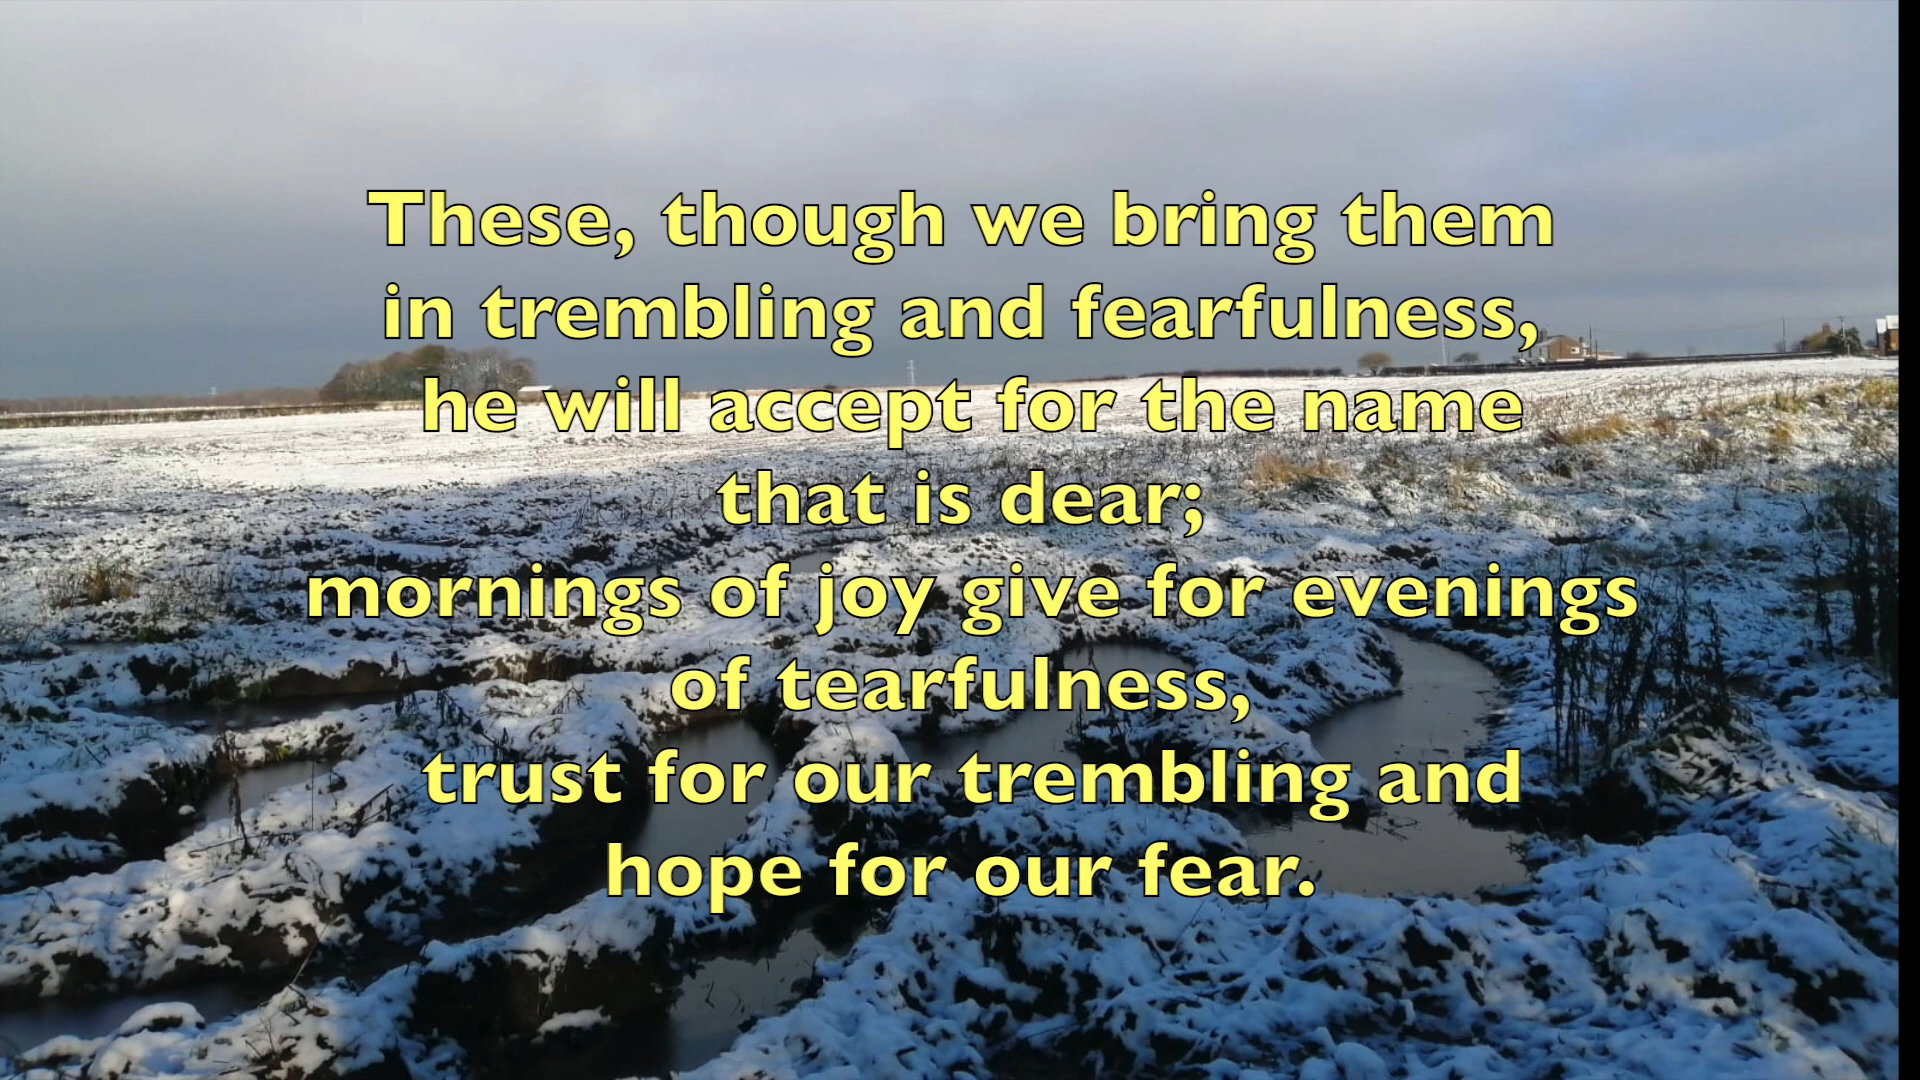 These, though we bring them
in trembling and fearfulness,
he will accept for the name
that is dear;
mornings of joy give for evenings
of tearfulness,
trust for our trembling and
hope for our fear.